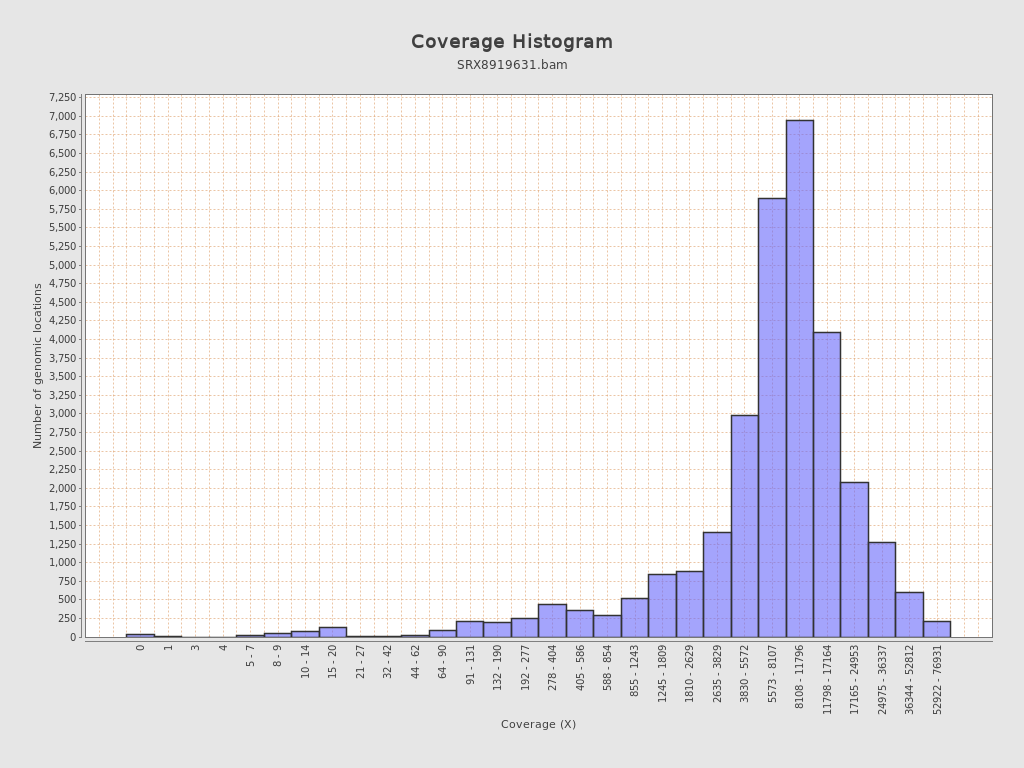 Coverage Histogram
SRX8919631.bam
Number of genomic locations
7,250
7,000
6,750
6,500
6,250
6,000
5,750
5,500
5,250
5,000
4,750
4,500
4,250
4,000
3,750
3,500
3,250
3,000
2,750
2,500
2,250
2,000
1,750
1,500
1,250
1,000
750
500
250
0
0
1
3
4
5 - 7
8 - 9
10 - 14
15 - 20
21 - 27
32 - 42
44 - 62
64 - 90
91 - 131
132 - 190
192 - 277
278 - 404
405 - 586
588 - 854
855 - 1243
1245 - 1809
1810 - 2629
2635 - 3829
3830 - 5572
5573 - 8107
8108 - 11796
11798 - 17164
17165 - 24953
24975 - 36337
36344 - 52812
52922 - 76931
Coverage (X)